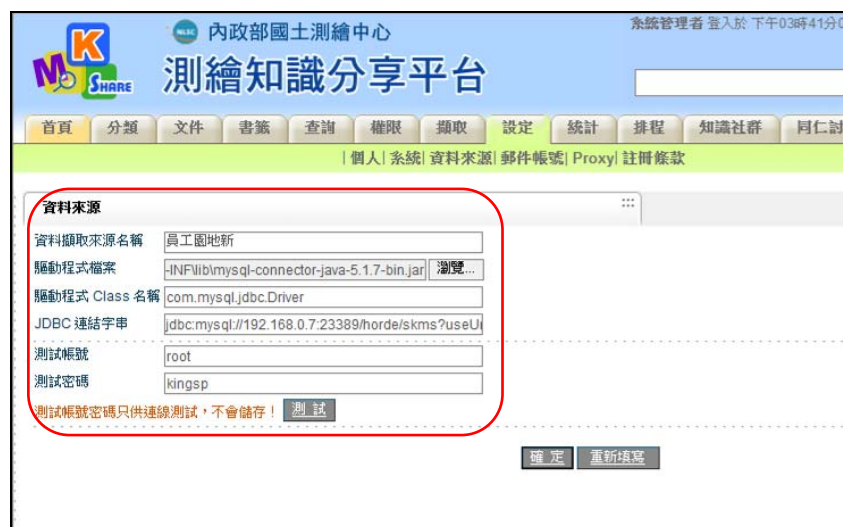 K
M SHARE
NLSC 內政部國土測繪中心
測繪知識分享平台
系統管理者 登入於 下午03時41分0
首頁 分類 文件 書籤 查詢 權限 擷取 設定 統計 排程 知識社群 同仁討
| 個人| 系統| 資料來源| 郵件帳號| Proxy| 註冊條款
資料來源
資料擷取來源名稱 員工園地新
驅動程式檔案 -INF\lib\mysql-connector-java-5.1.7-bin.jar 瀏覽...
驅動程式 Class 名稱 com.mysql.jdbc.Driver
JDBC 連結字串 jdbc:mysql://192.168.0.7:23389/horde/skms?useU
測試帳號 root
測試密碼 kingsp
測試帳號密碼只供連線測試，不會儲存！ 測 試
確 定 重新填寫